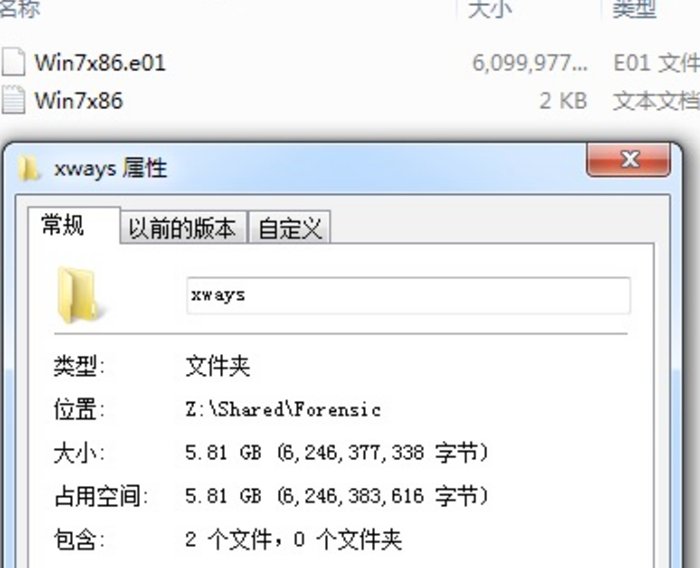 名称 大小 类型
Win7x86.e01 6,099,977... E01 文件
Win7x86 2 KB 文本文档
xways 属性
常规 以前的版本 自定义
xways
类型: 文件夹
位置: Z:\Shared\Forensic
大小: 5.81 GB (6,246,377,338 字节)
占用空间: 5.81 GB (6,246,383,616 字节)
包含: 2 个文件，0 个文件夹